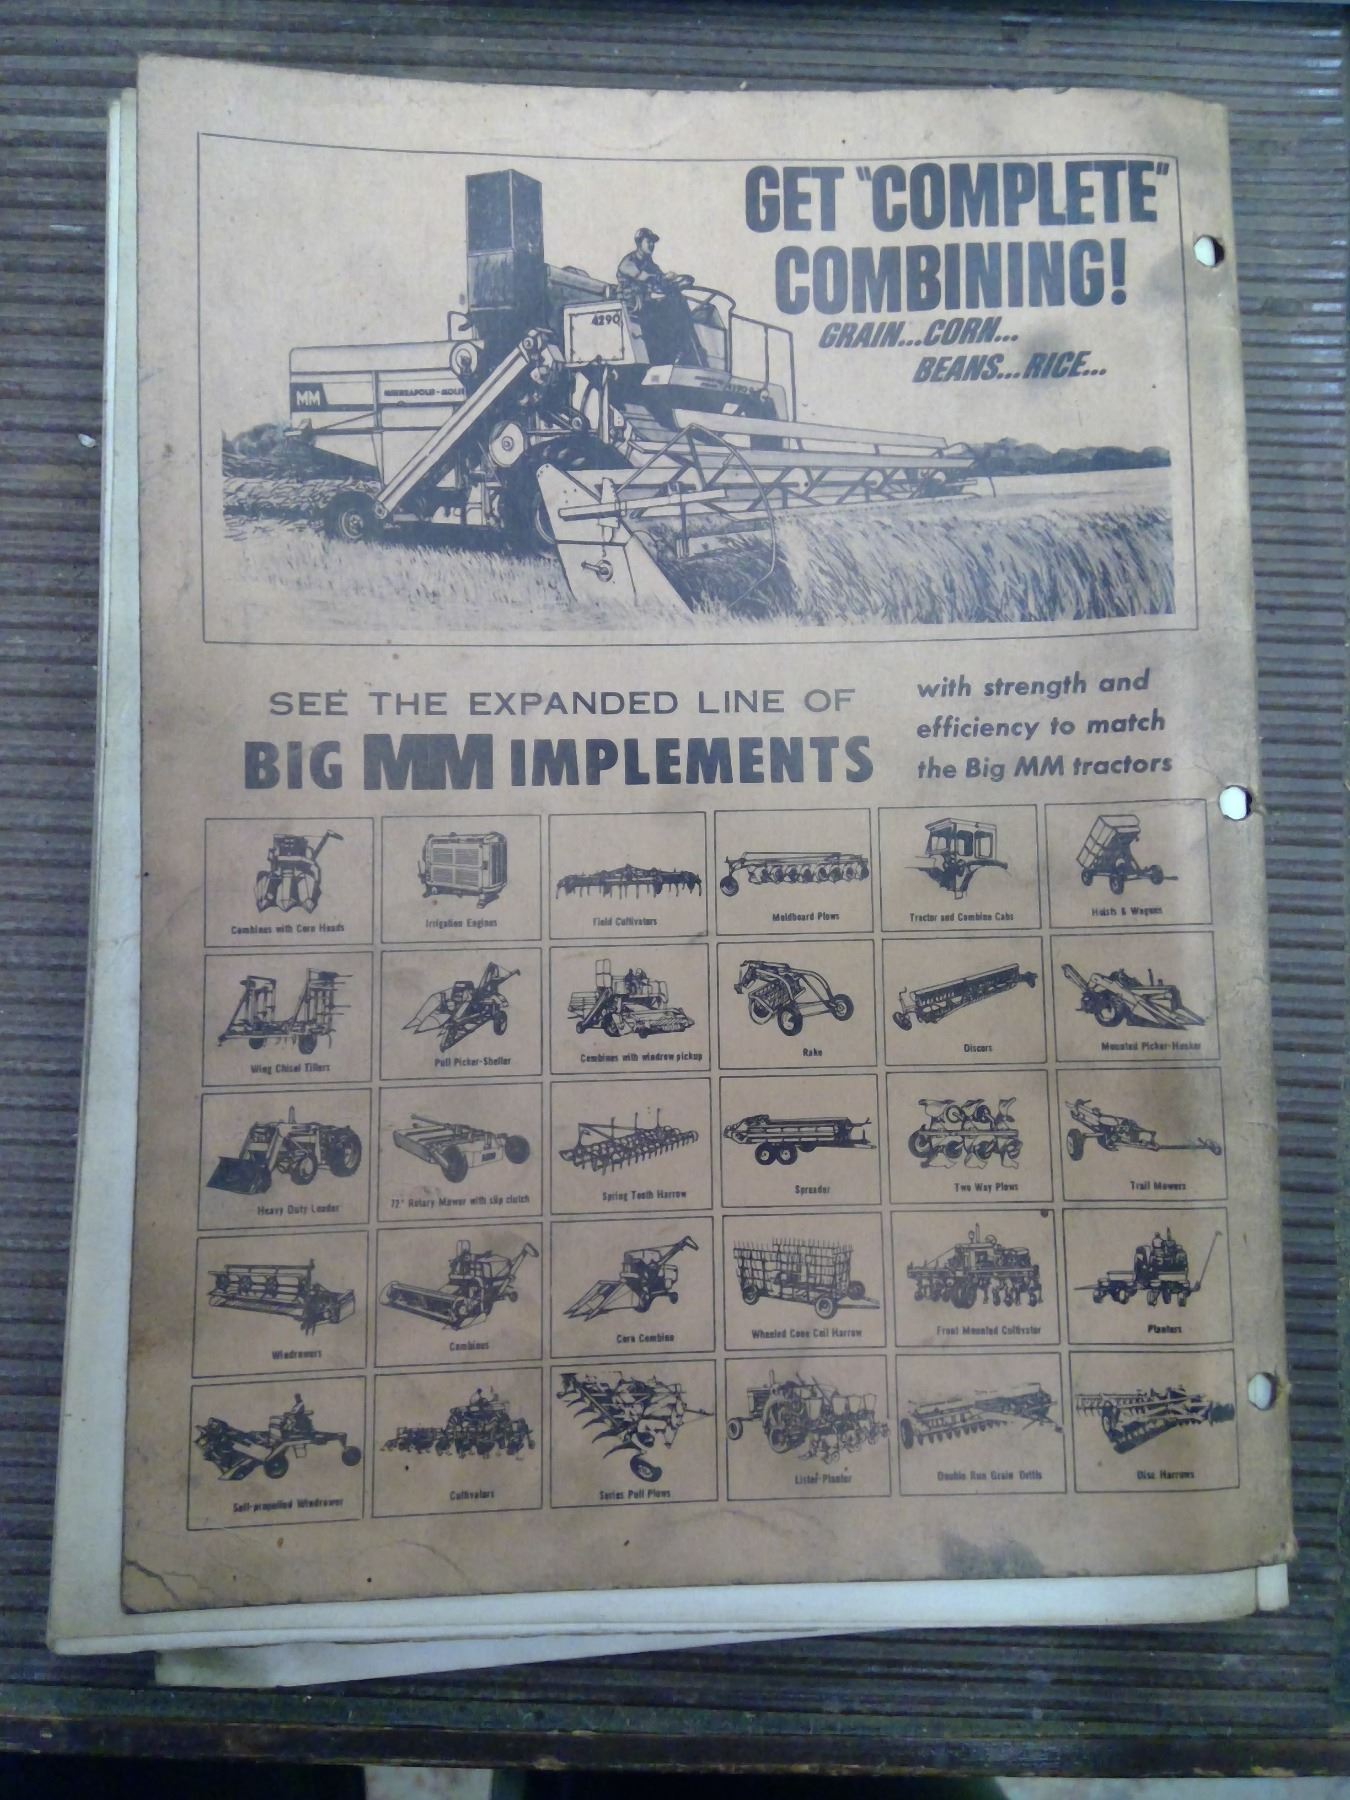 GET "COMPLETE"
COMBINING!
GRAIN...CORN...
BEANS...RICE...
4290
MM
MINNEAPOLIS-MOLINE
SEE THE EXPANDED LINE OF
BIG MM IMPLEMENTS
with strength and
efficiency to match
the Big MM tractors
Combines with Corn Heads
Irrigation Engines
Field Cultivators
Moldboard Plows
Tractor and Combine Cabs
Hoists & Wagons
Wing Chisel Tillers
Pull Picker-Sheller
Combines with windrow pickup
Rake
Discers
Mounted Picker-Husker
Heavy Duty Loader
72" Rotary Mower with slip clutch
Spring Tooth Harrow
Spreader
Two Way Plows
Trail Mowers
Windrowers
Combines
Corn Combine
Wheeled Cone Coil Harrow
Front Mounted Cultivator
Planters
Self-propelled Windrower
Cultivators
Series Pull Plows
Lister-Planter
Double Run Grain Drills
Disc Harrows